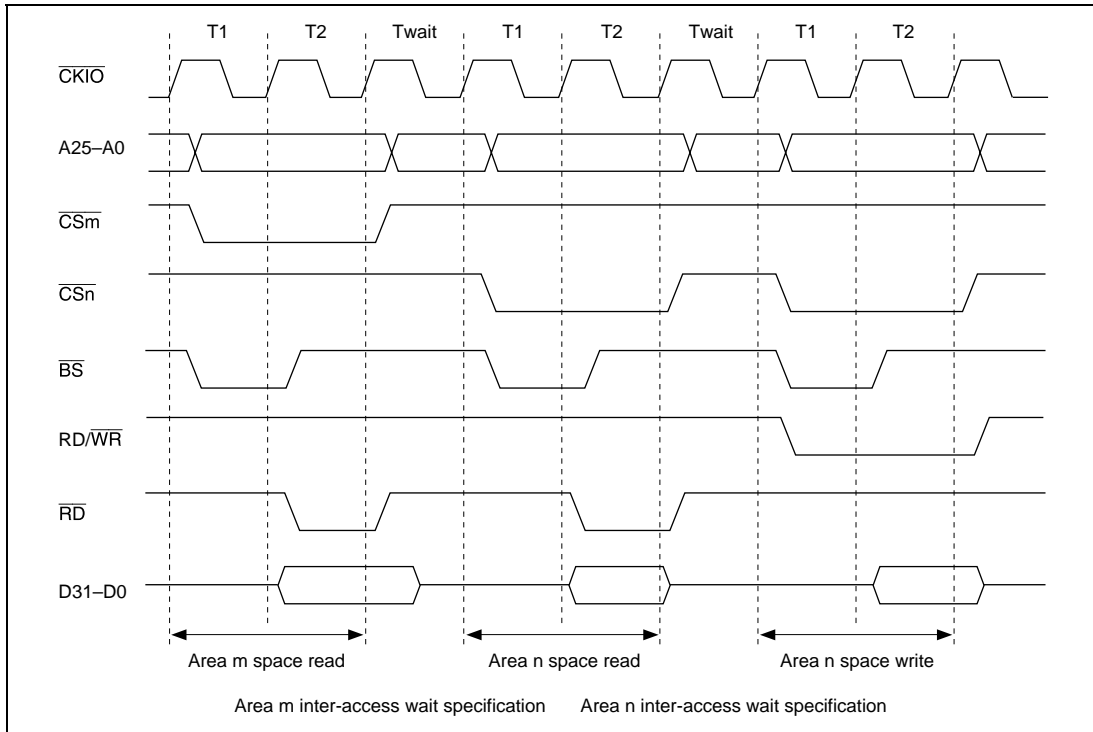 T1 T2 Twait T1 T2 Twait T1 T2
CKIO
A25–A0
CSm
CSn
BS
RD/WR
RD
D31–D0
Area m space read Area n space read Area n space write
Area m inter-access wait specification Area n inter-access wait specification